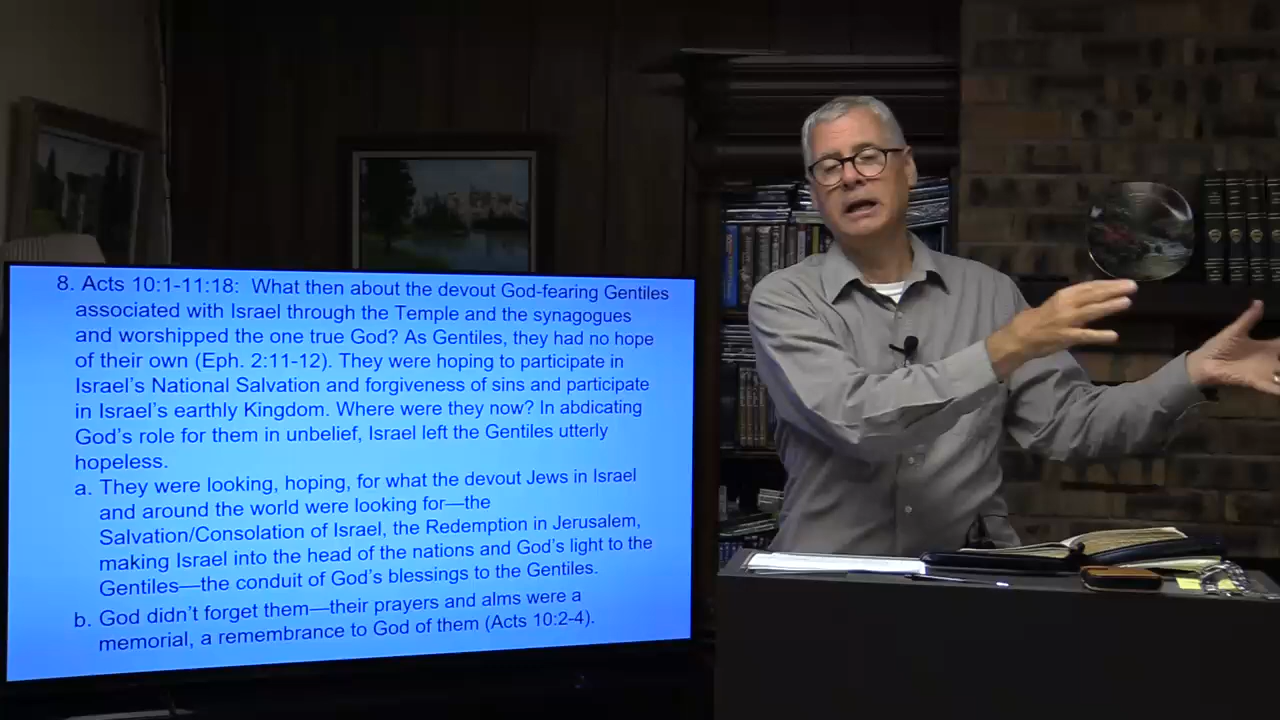 8. Acts 10:1-11:18: What then about the devout God-fearing Gentiles
associated with Israel through the Temple and the synagogues
and worshipped the one true God? As Gentiles, they had no hope
of their own (Eph. 2:11-12). They were hoping to participate in
Israel's National Salvation and forgiveness of sins and participate
in Israel's earthly Kingdom. Where were they now? In abdicating
God's role for them in unbelief, Israel left the Gentiles utterly
hopeless.
a. They were looking, hoping, for what the devout Jews in Israel
and around the world were looking for—the
Salvation/Consolation of Israel, the Redemption in Jerusalem,
making Israel into the head of the nations and God's light to the
Gentiles—the conduit of God's blessings to the Gentiles.
b. God didn't forget them—their prayers and alms were a
memorial, a remembrance to God of them (Acts 10:2-4).